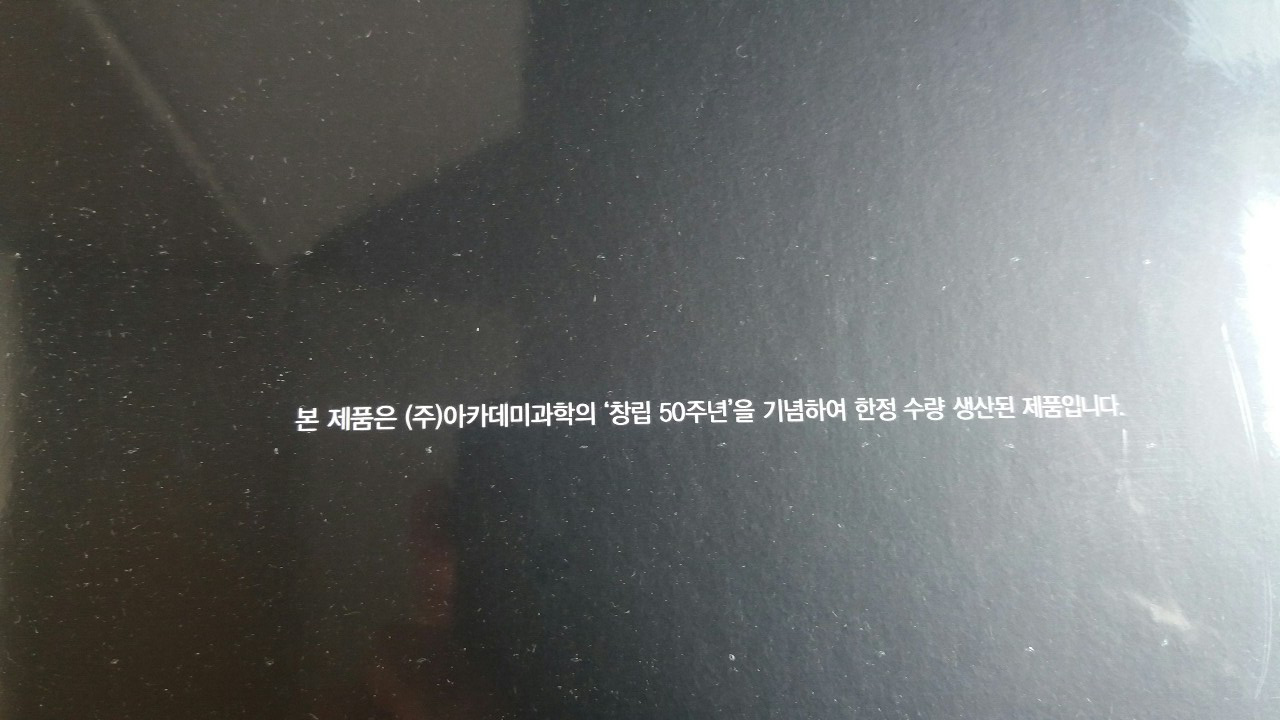 본 제품은 (주)아카데미과학의 ‘창립 50주년’을 기념하여 한정 수량 생산된 제품입니다.